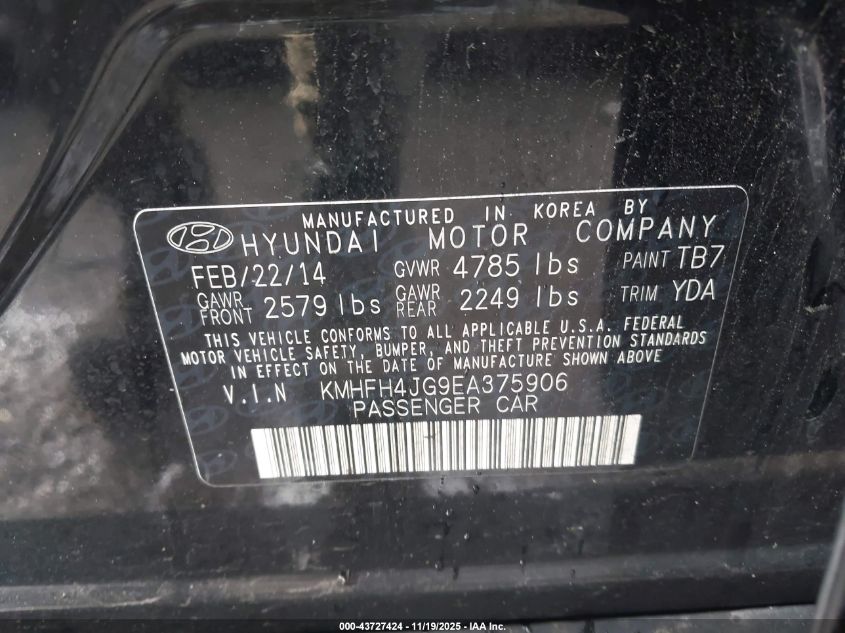 MANUFACTURED IN KOREA BY
HYUNDAI MOTOR COMPANY
FEB/22/14 GVWR 4785 lbs PAINT TB7
GAWR FRONT 2579 lbs GAWR REAR 2249 lbs TRIM YDA
THIS VEHICLE CONFORMS TO ALL APPLICABLE U.S.A. FEDERAL
MOTOR VEHICLE SAFETY, BUMPER, AND THEFT PREVENTION STANDARDS
IN EFFECT ON THE DATE OF MANUFACTURE SHOWN ABOVE
V.I.N KMHFH4JG9EA375906
PASSENGER CAR
000-43727424 - 11/19/2025 - IAA Inc.